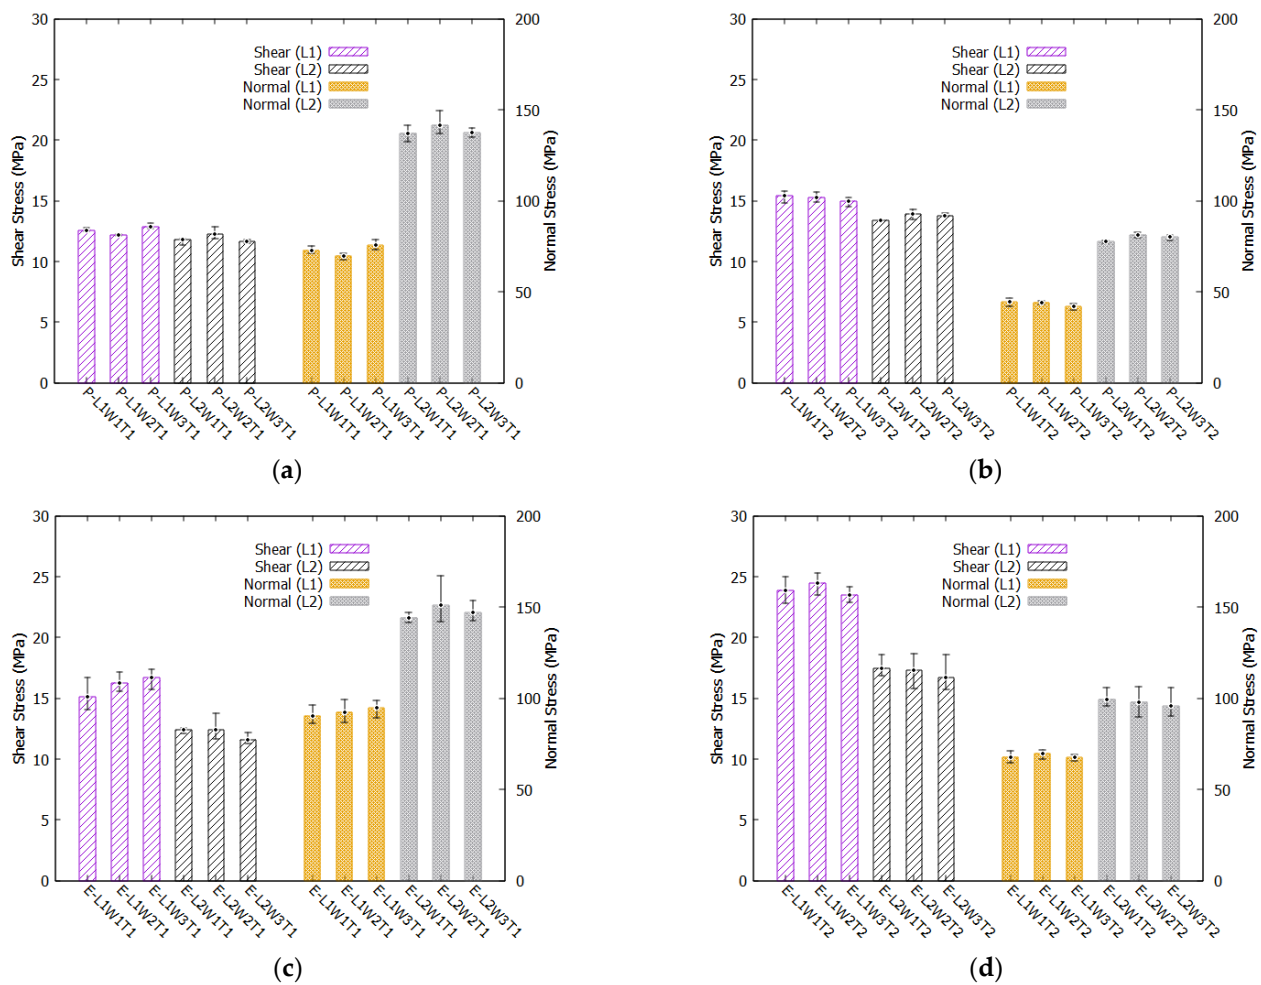 30
25
20
15
10
5
0
Shear Stress (MPa)
200
150
100
50
0
Normal Stress (MPa)
Shear (L1)
Shear (L2)
Normal (L1)
Normal (L2)
P-L1W1T1
P-L1W2T1
P-L1W3T1
P-L2W1T1
P-L2W2T1
P-L2W3T1
P-L1W1T1
P-L1W2T1
P-L1W3T1
P-L2W1T1
P-L2W2T1
P-L2W3T1
(a)
30
25
20
15
10
5
0
Shear Stress (MPa)
200
150
100
50
0
Normal Stress (MPa)
Shear (L1)
Shear (L2)
Normal (L1)
Normal (L2)
P-L1W1T2
P-L1W2T2
P-L1W3T2
P-L2W1T2
P-L2W2T2
P-L2W3T2
P-L1W1T2
P-L1W2T2
P-L1W3T2
P-L2W1T2
P-L2W2T2
P-L2W3T2
(b)
30
25
20
15
10
5
0
Shear Stress (MPa)
200
150
100
50
0
Normal Stress (MPa)
Shear (L1)
Shear (L2)
Normal (L1)
Normal (L2)
E-L1W1T1
E-L1W2T1
E-L1W3T1
E-L2W1T1
E-L2W2T1
E-L2W3T1
E-L1W1T1
E-L1W2T1
E-L1W3T1
E-L2W1T1
E-L2W2T1
E-L2W3T1
(c)
30
25
20
15
10
5
0
Shear Stress (MPa)
200
150
100
50
0
Normal Stress (MPa)
Shear (L1)
Shear (L2)
Normal (L1)
Normal (L2)
E-L1W1T2
E-L1W2T2
E-L1W3T2
E-L2W1T2
E-L2W2T2
E-L2W3T2
E-L1W1T2
E-L1W2T2
E-L1W3T2
E-L2W1T2
E-L2W2T2
E-L2W3T2
(d)